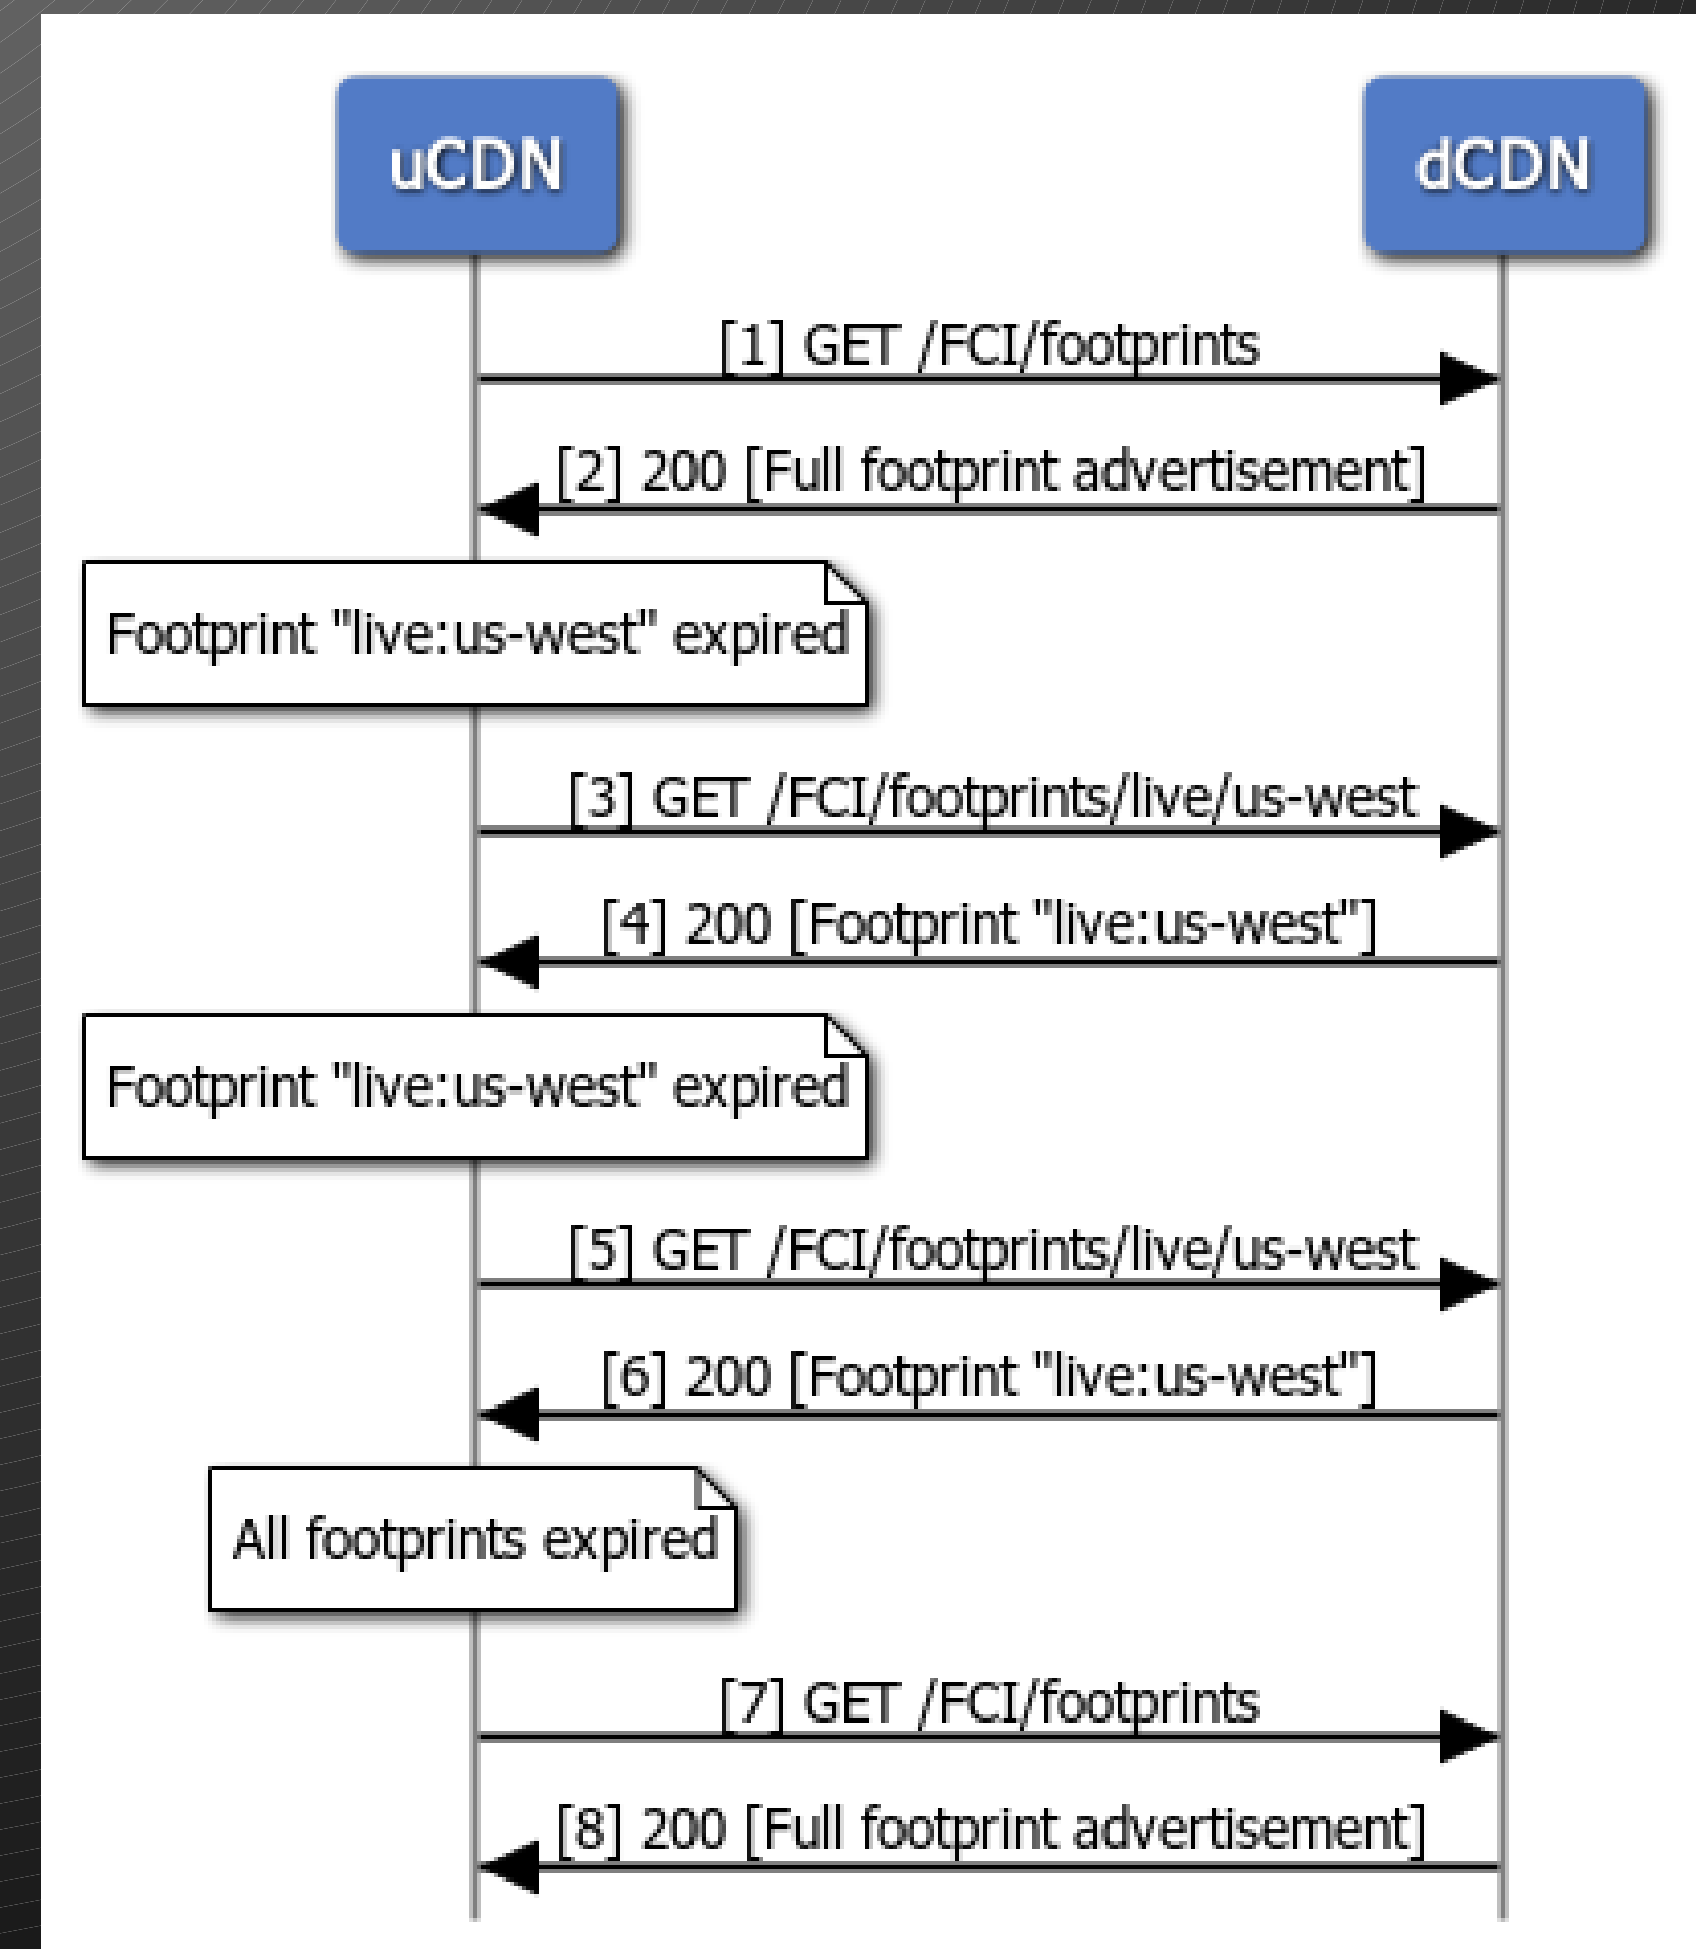 uCDN
dCDN
[1] GET /FCI/footprints
[2] 200 [Full footprint advertisement]
Footprint "live:us-west" expired
[3] GET /FCI/footprints/live/us-west
[4] 200 [Footprint "live:us-west"]
Footprint "live:us-west" expired
[5] GET /FCI/footprints/live/us-west
[6] 200 [Footprint "live:us-west"]
All footprints expired
[7] GET /FCI/footprints
[8] 200 [Full footprint advertisement]